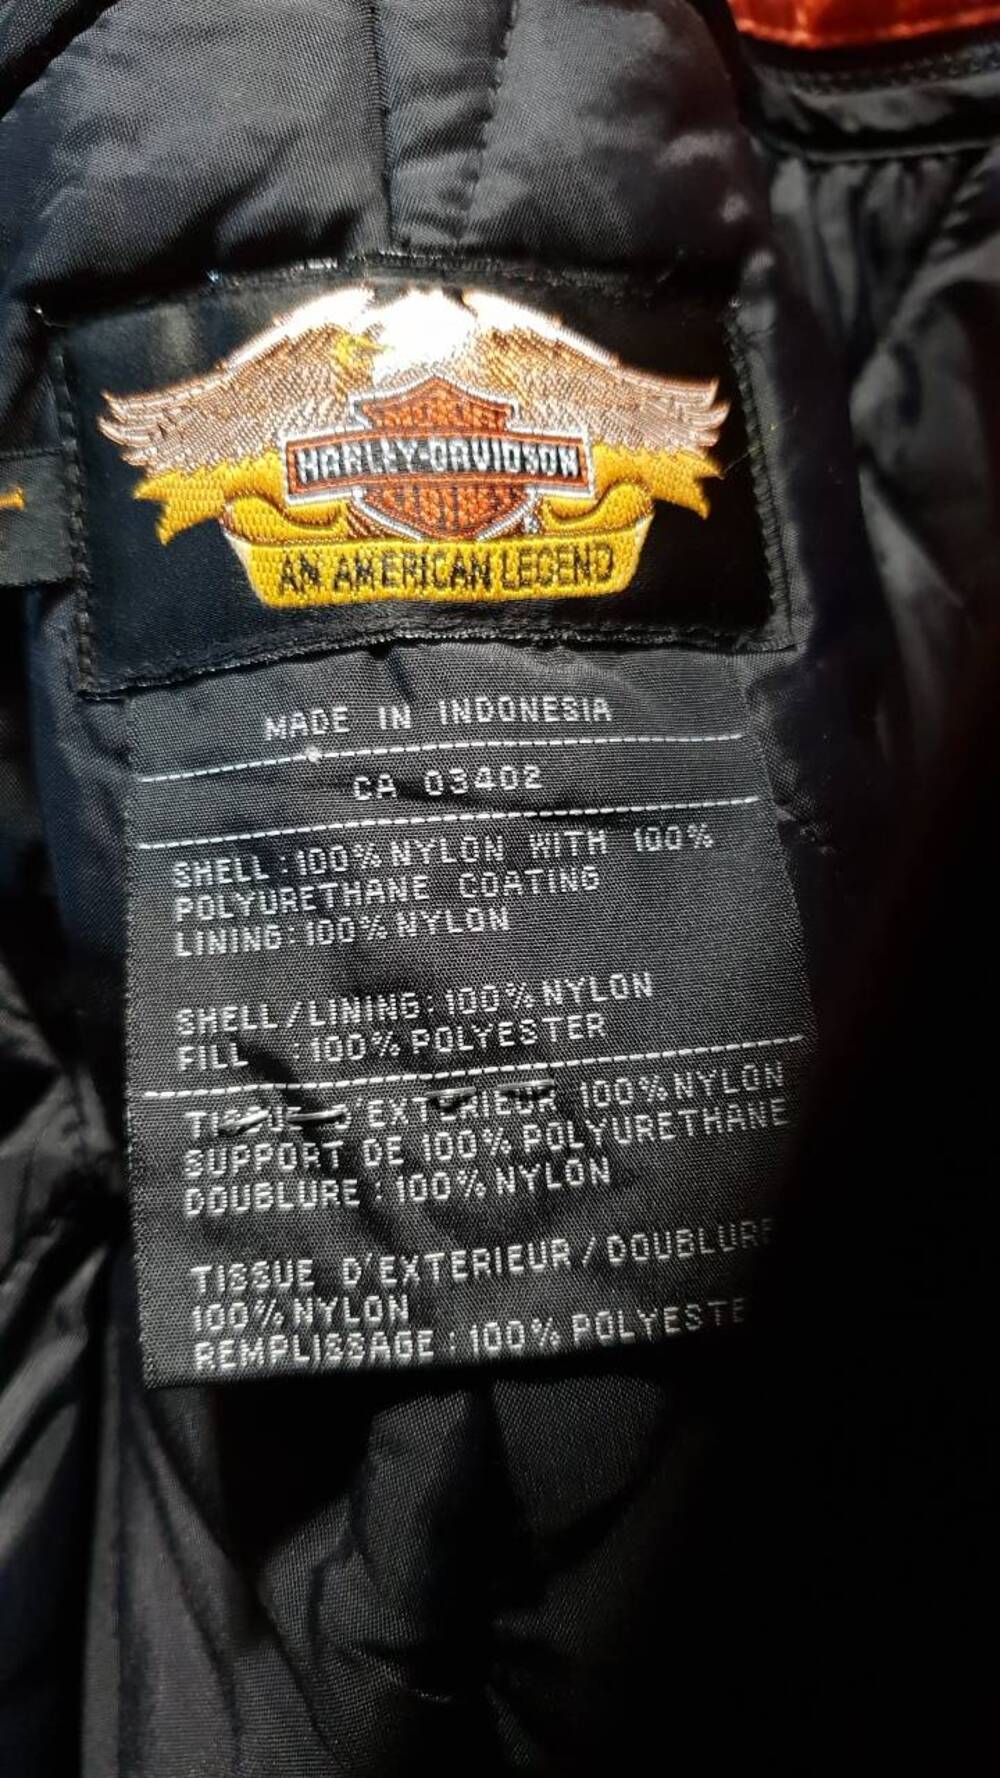 HARLEY-DAVIDSON
AN AMERICAN LEGEND
MADE IN INDONESIA
CA 03402
SHELL:100% NYLON WITH 100%
POLYURETHANE COATING
LINING:100% NYLON
SHELL/LINING:100% NYLON
FILL :100% POLYESTER
TISSUE D'EXTERIEUR 100% NYLON
SUPPORT DE 100% POLYURETHANE
DOUBLURE : 100% NYLON
TISSUE D'EXTERIEUR/DOUBLURE
100% NYLON
REMPLISSAGE : 100% POLYESTE